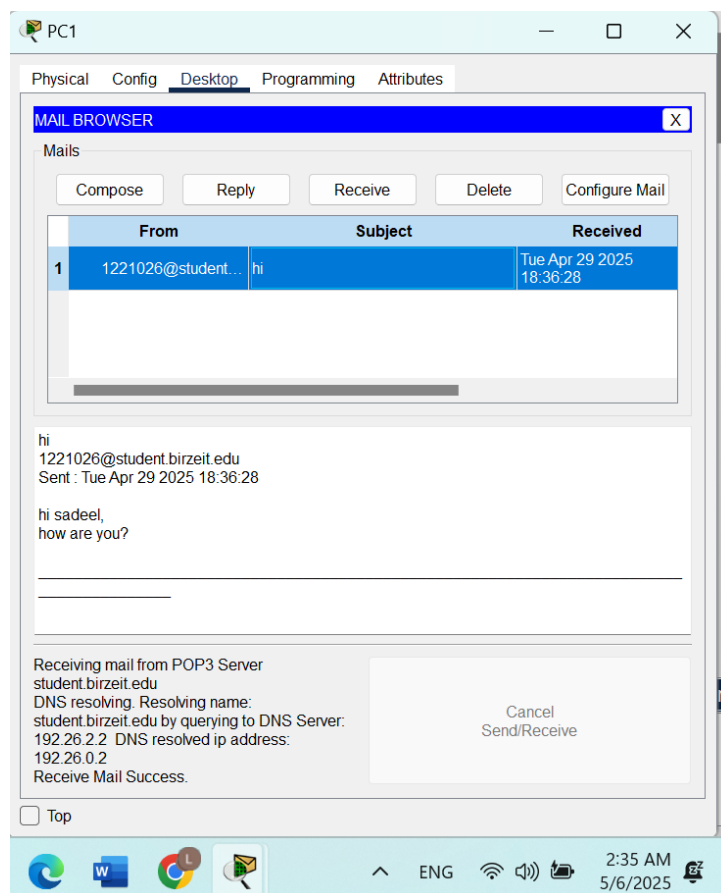 PC1
Physical Config Desktop Programming Attributes
MAIL BROWSER X
Mails
Compose Reply Receive Delete Configure Mail
From Subject Received
1 1221026@student... hi Tue Apr 29 2025
18:36:28
hi
1221026@student.birzeit.edu
Sent : Tue Apr 29 2025 18:36:28
hi sadeel,
how are you?
Receiving mail from POP3 Server
student.birzeit.edu
DNS resolving. Resolving name:
student.birzeit.edu by querying to DNS Server:
192.26.2.2 DNS resolved ip address:
192.26.0.2
Receive Mail Success.
Cancel
Send/Receive
Top
W L ENG 2:35 AM
5/6/2025